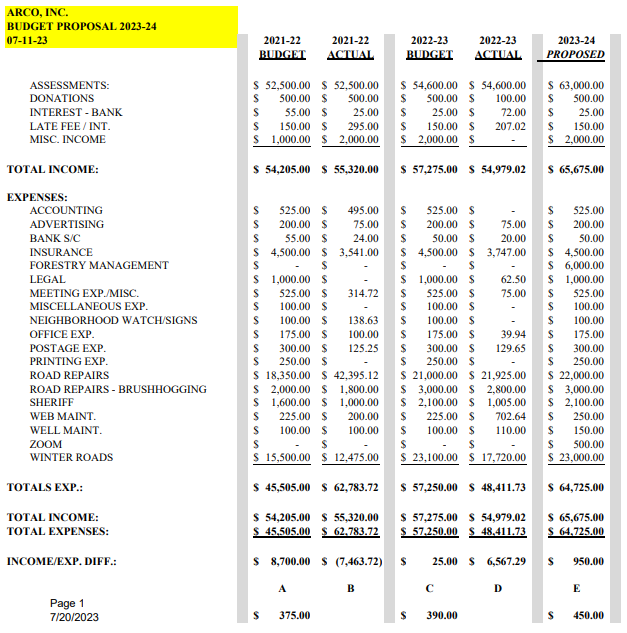 ARCO, INC.
BUDGET PROPOSAL 2023-24
07-11-23 2021-22 2021-22 2022-23 2022-23 2023-24
BUDGET ACTUAL BUDGET ACTUAL PROPOSED
ASSESSMENTS: $ 52,500.00 $ 52,500.00 $ 54,600.00 $ 54,600.00 $ 63,000.00
DONATIONS $ 500.00 $ 500.00 $ 500.00 $ 100.00 $ 500.00
INTEREST - BANK $ 55.00 $ 25.00 $ 25.00 $ 72.00 $ 25.00
LATE FEE / INT. $ 150.00 $ 295.00 $ 150.00 $ 207.02 $ 150.00
MISC. INCOME $ 1,000.00 $ 2,000.00 $ 2,000.00 $ - $ 2,000.00
TOTAL INCOME: $ 54,205.00 $ 55,320.00 $ 57,275.00 $ 54,979.02 $ 65,675.00
EXPENSES:
ACCOUNTING $ 525.00 $ 495.00 $ 525.00 $ - $ 525.00
ADVERTISING $ 200.00 $ 75.00 $ 200.00 $ 75.00 $ 200.00
BANK S/C $ 55.00 $ 24.00 $ 50.00 $ 20.00 $ 50.00
INSURANCE $ 4,500.00 $ 3,541.00 $ 4,500.00 $ 3,747.00 $ 4,500.00
FORESTRY MANAGEMENT $ - $ - $ - $ - $ 6,000.00
LEGAL $ 1,000.00 $ - $ 1,000.00 $ 62.50 $ 1,000.00
MEETING EXP./MISC. $ 525.00 $ 314.72 $ 525.00 $ 75.00 $ 525.00
MISCELLANEOUS EXP. $ 100.00 $ - $ 100.00 $ - $ 100.00
NEIGHBORHOOD WATCH/SIGNS $ 100.00 $ 138.63 $ 100.00 $ - $ 100.00
OFFICE EXP. $ 175.00 $ 100.00 $ 175.00 $ 39.94 $ 175.00
POSTAGE EXP. $ 300.00 $ 125.25 $ 300.00 $ 129.65 $ 300.00
PRINTING EXP. $ 250.00 $ - $ 250.00 $ - $ 250.00
ROAD REPAIRS $ 18,350.00 $ 42,395.12 $ 21,000.00 $ 21,925.00 $ 22,000.00
ROAD REPAIRS - BRUSHHOGGING $ 2,000.00 $ 1,800.00 $ 3,000.00 $ 2,800.00 $ 3,000.00
SHERIFF $ 1,600.00 $ 1,000.00 $ 2,100.00 $ 1,005.00 $ 2,100.00
WEB MAINT. $ 225.00 $ 200.00 $ 225.00 $ 702.64 $ 250.00
WELL MAINT. $ 100.00 $ 100.00 $ 100.00 $ 110.00 $ 150.00
ZOOM $ - $ - $ - $ - $ 500.00
WINTER ROADS $ 15,500.00 $ 12,475.00 $ 23,100.00 $ 17,720.00 $ 23,000.00
TOTALS EXP.: $ 45,505.00 $ 62,783.72 $ 57,250.00 $ 48,411.73 $ 64,725.00
TOTAL INCOME: $ 54,205.00 $ 55,320.00 $ 57,275.00 $ 54,979.02 $ 65,675.00
TOTAL EXPENSES: $ 45,505.00 $ 62,783.72 $ 57,250.00 $ 48,411.73 $ 64,725.00
INCOME/EXP. DIFF.: $ 8,700.00 $ (7,463.72) $ 25.00 $ 6,567.29 $ 950.00
A B C D E
Page 1
7/20/2023 $ 375.00 $ 390.00 $ 450.00